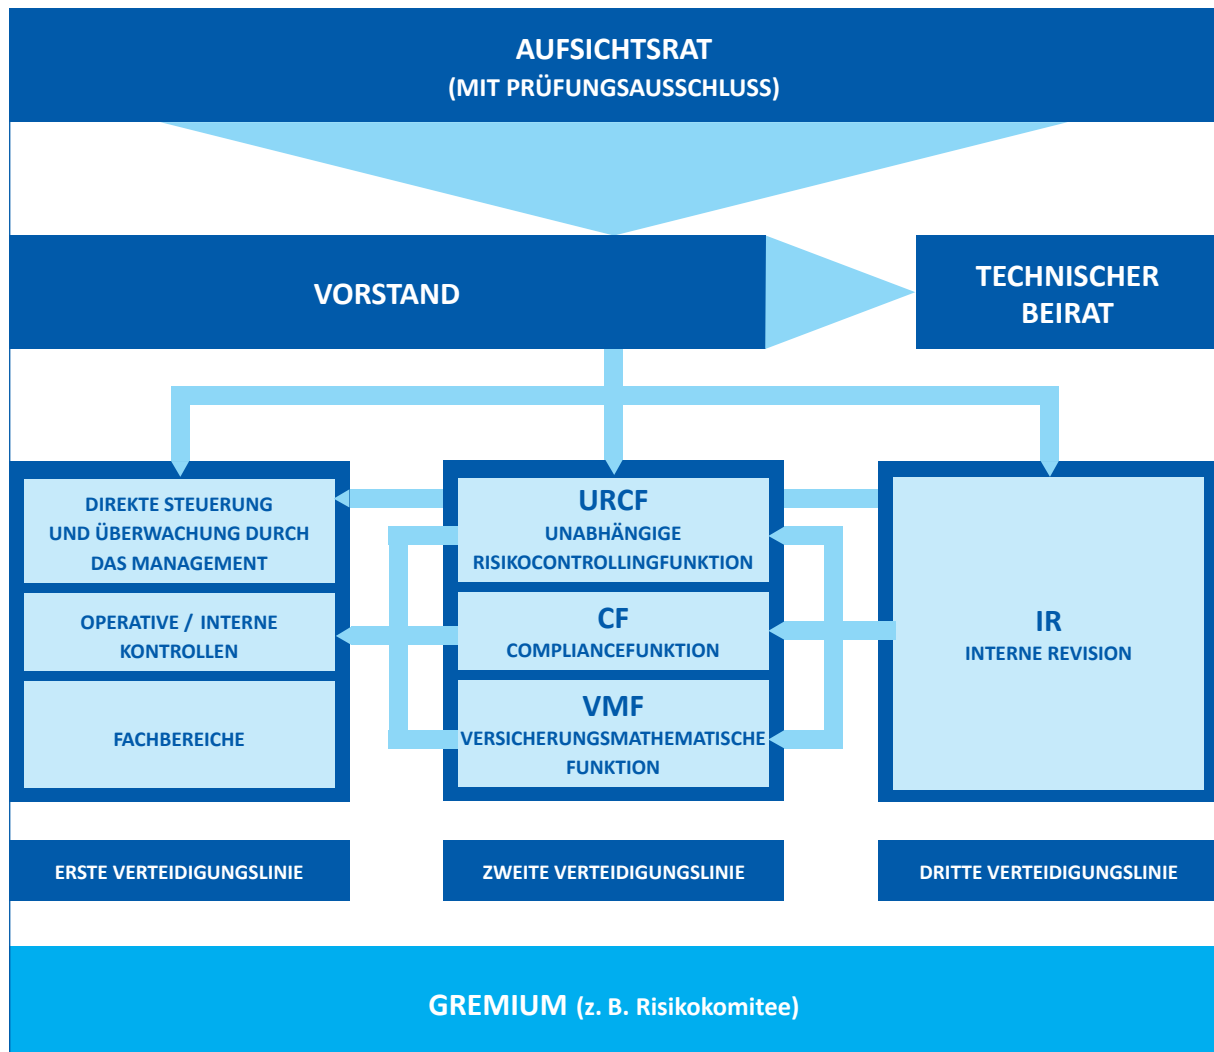 AUFSICHTSRAT
(MIT PRÜFUNGSAUSSCHLUSS)
VORSTAND
TECHNISCHER
BEIRAT
DIREKTE STEUERUNG
UND ÜBERWACHUNG DURCH
DAS MANAGEMENT
OPERATIVE / INTERNE
KONTROLLEN
FACHBEREICHE
URCF
UNABHÄNGIGE
RISIKOCONTROLLINGFUNKTION
CF
COMPLIANCEFUNKTION
VMF
VERSICHERUNGSMATHEMATISCHE
FUNKTION
IR
INTERNE REVISION
ERSTE VERTEIDIGUNGSLINIE
ZWEITE VERTEIDIGUNGSLINIE
DRITTE VERTEIDIGUNGSLINIE
GREMIUM (z. B. Risikokomitee)